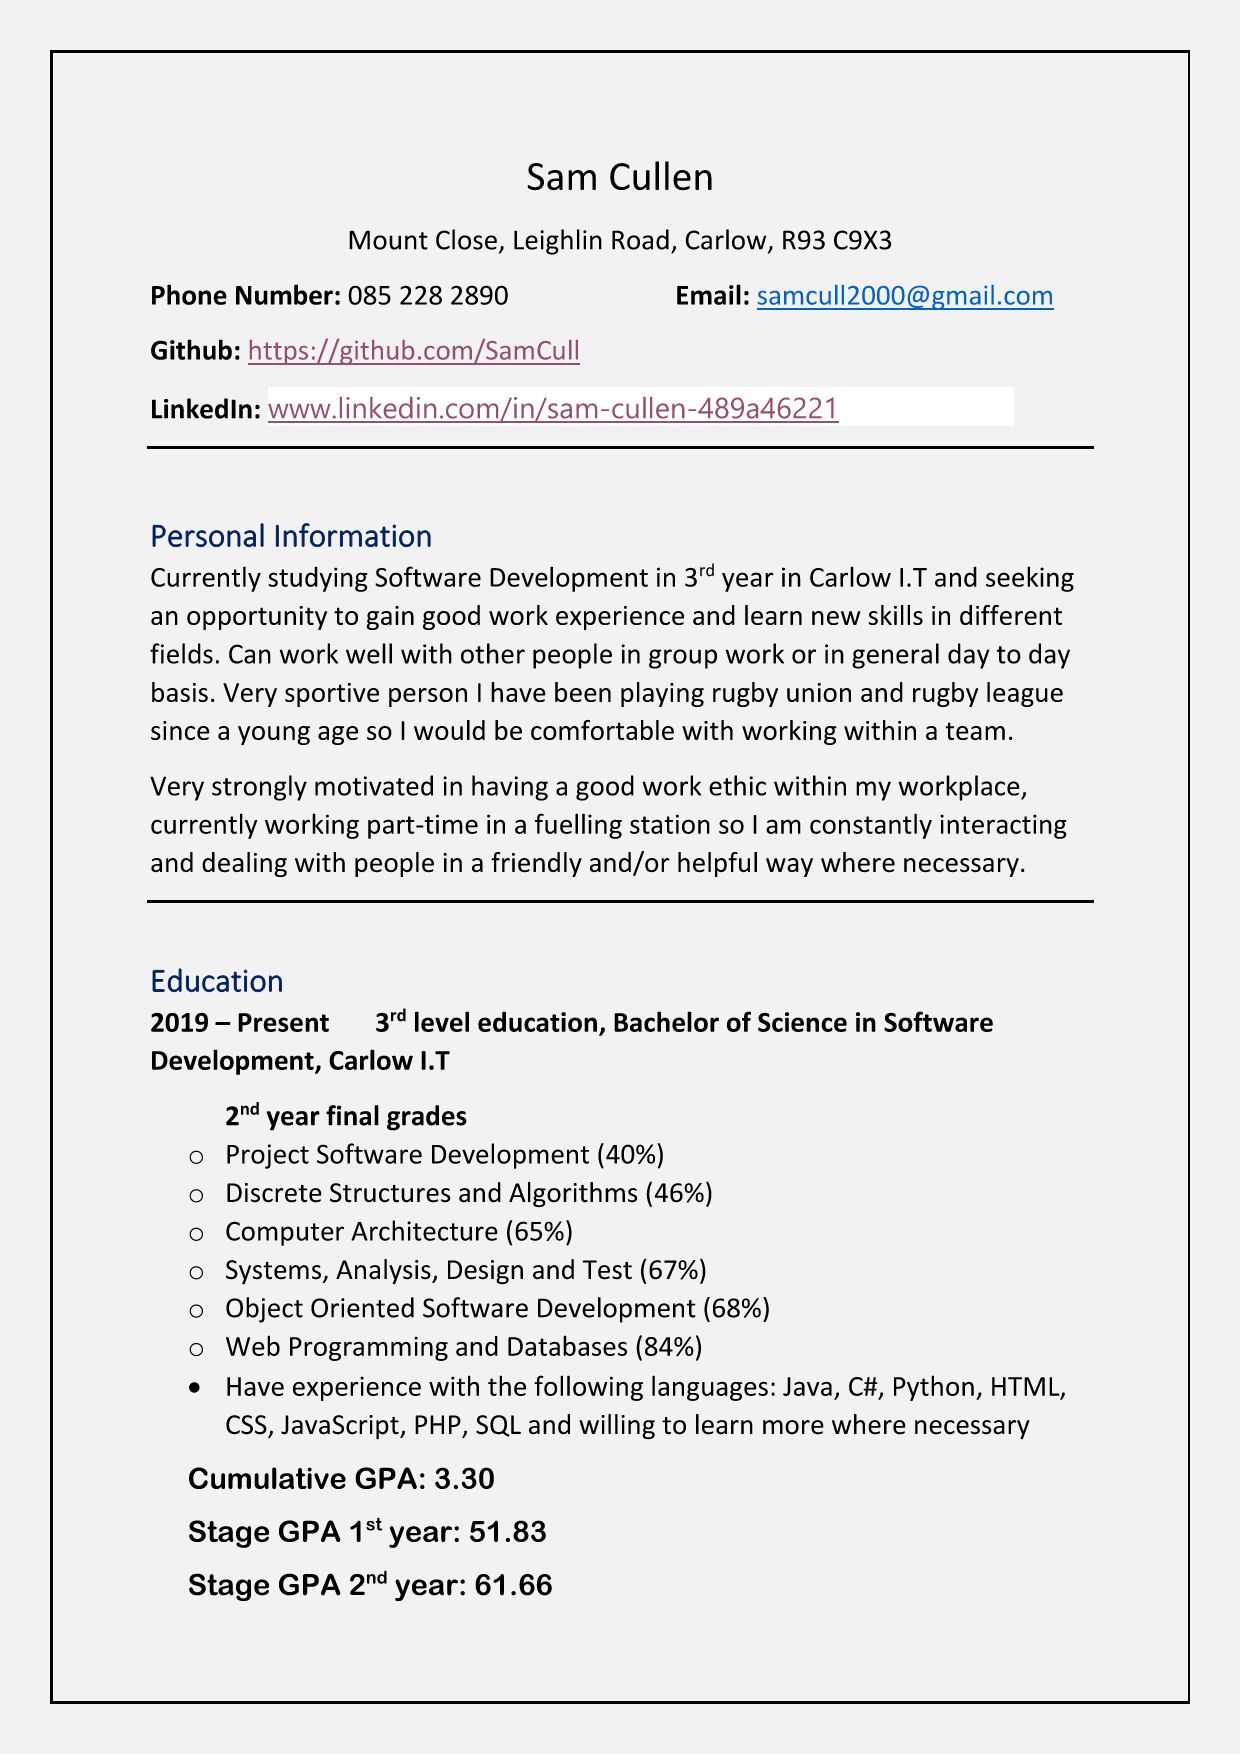 Sam Cullen
Mount Close, Leighlin Road, Carlow, R93 C9X3
Phone Number: 085 228 2890 Email: samcull2000@gmail.com
Github: https://github.com/SamCull
LinkedIn: www.linkedin.com/in/sam-cullen-489a46221
Personal Information
Currently studying Software Development in 3rd year in Carlow I.T and seeking
an opportunity to gain good work experience and learn new skills in different
fields. Can work well with other people in group work or in general day to day
basis. Very sportive person I have been playing rugby union and rugby league
since a young age so I would be comfortable with working within a team.
Very strongly motivated in having a good work ethic within my workplace,
currently working part-time in a fuelling station so I am constantly interacting
and dealing with people in a friendly and/or helpful way where necessary.
Education
2019 – Present 3rd level education, Bachelor of Science in Software
Development, Carlow I.T
2nd year final grades
o Project Software Development (40%)
o Discrete Structures and Algorithms (46%)
o Computer Architecture (65%)
o Systems, Analysis, Design and Test (67%)
o Object Oriented Software Development (68%)
o Web Programming and Databases (84%)
• Have experience with the following languages: Java, C#, Python, HTML,
CSS, JavaScript, PHP, SQL and willing to learn more where necessary
Cumulative GPA: 3.30
Stage GPA 1st year: 51.83
Stage GPA 2nd year: 61.66